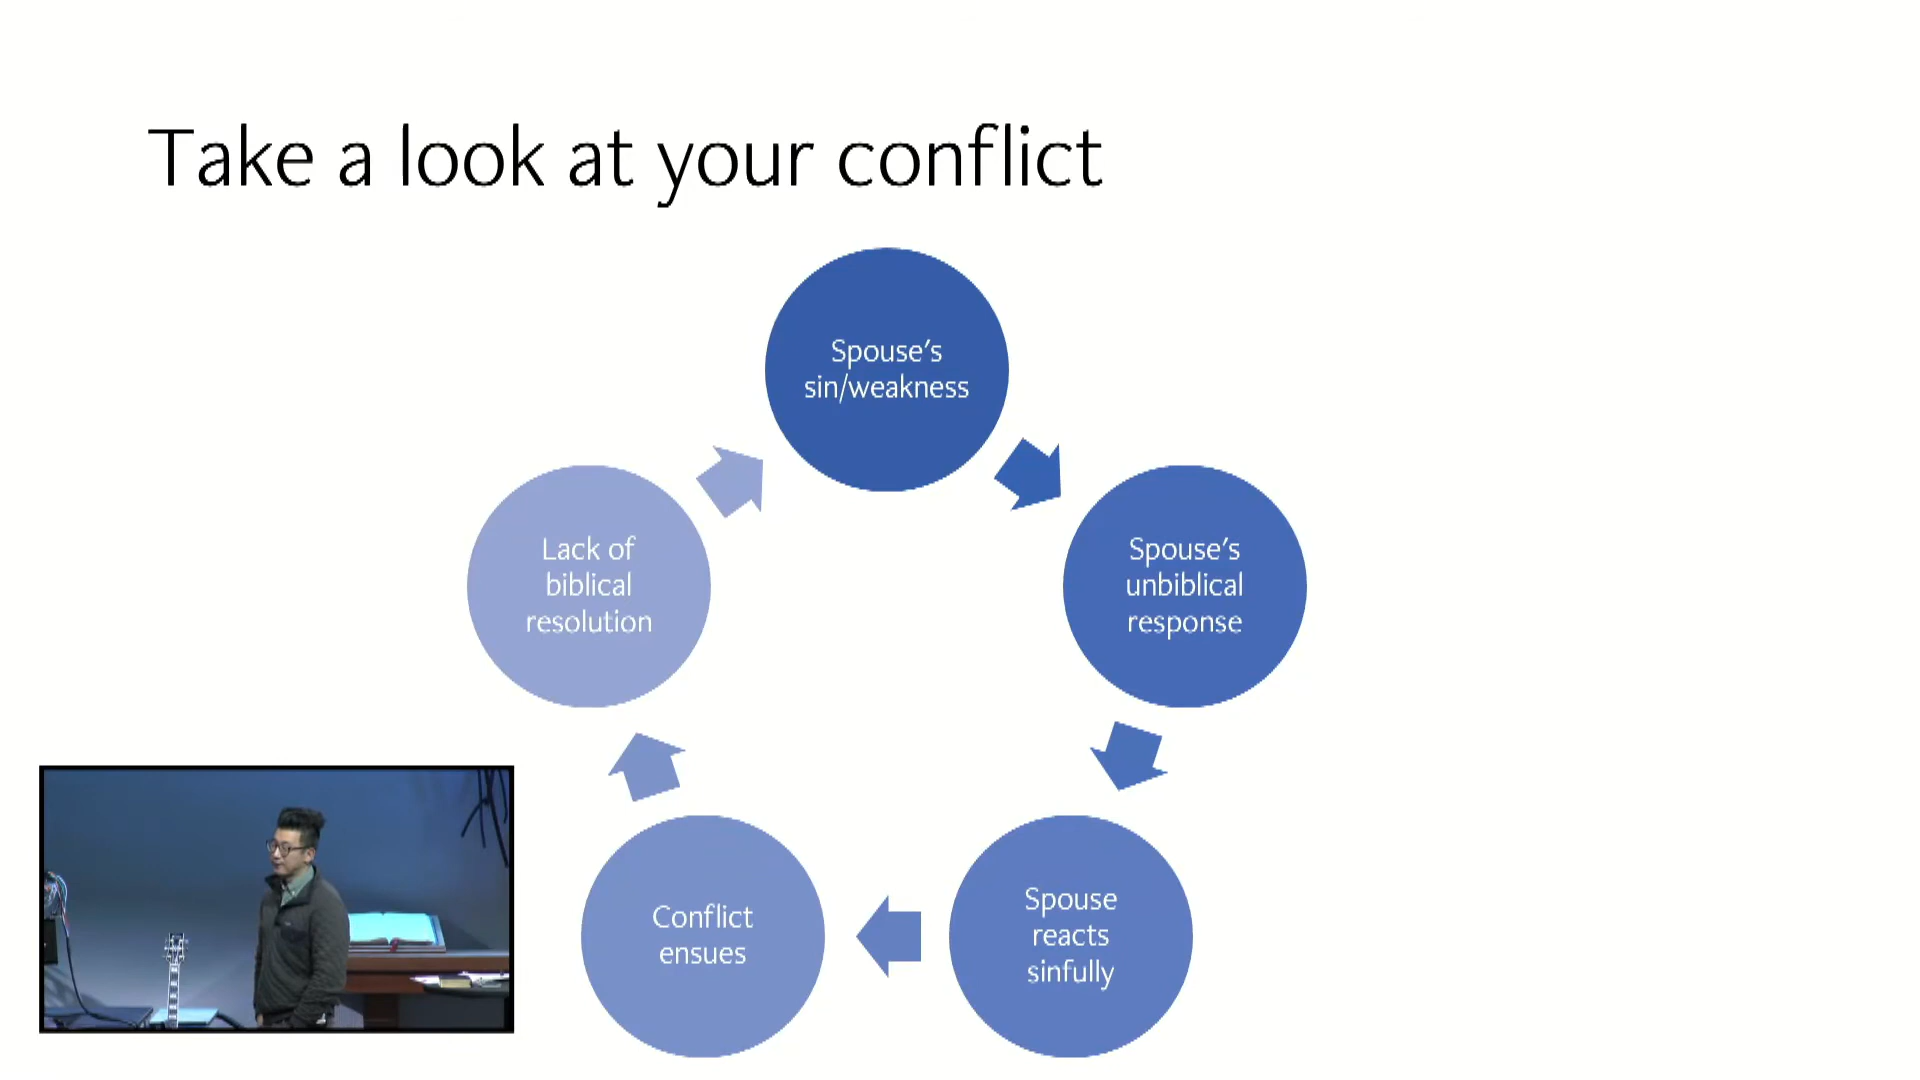 Take a look at your conflict
Spouse's
sin/weakness
Spouse's
unbiblical
response
Spouse
reacts
sinfully
Conflict
ensues
Lack of
biblical
resolution